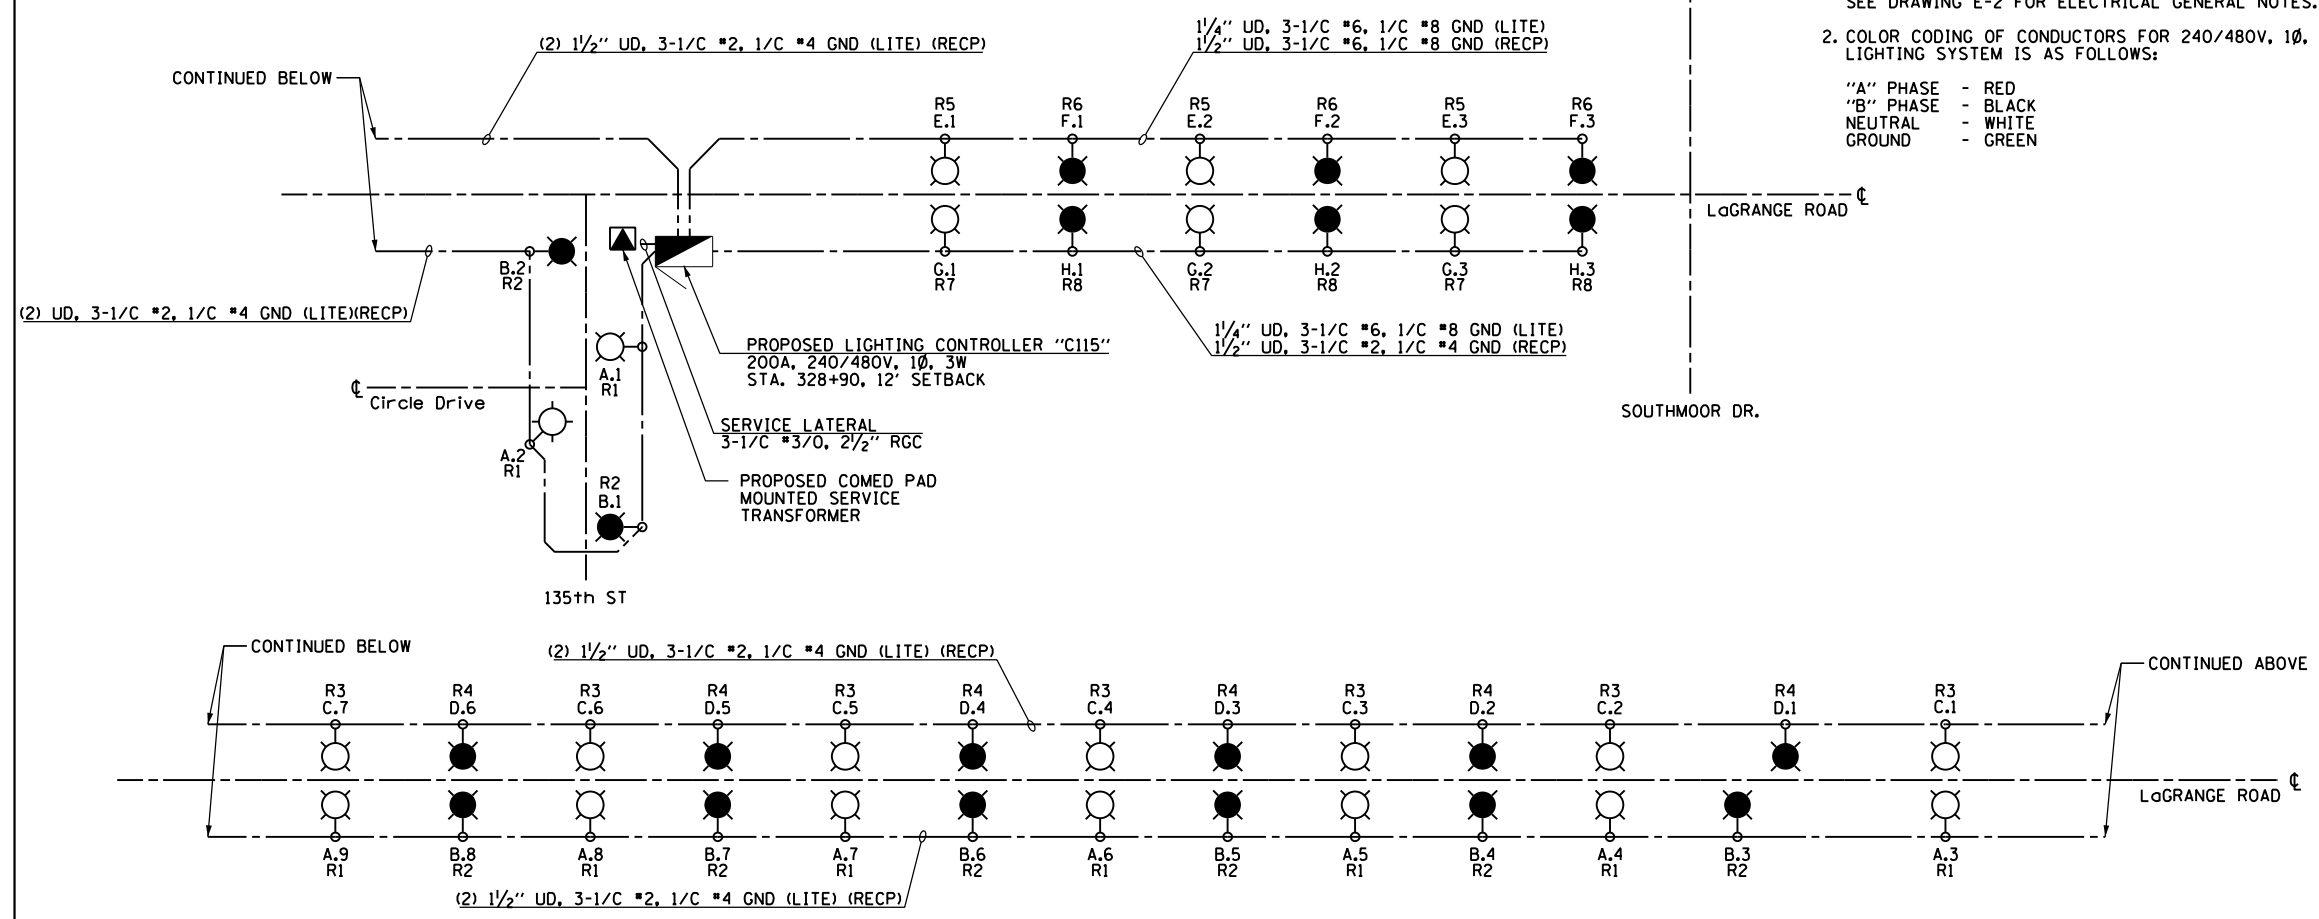 SEE DRAWING E-2 FOR ELECTRICAL GENERAL NOTES.
2. COLOR CODING OF CONDUCTORS FOR 240/480V, 1Ø,
LIGHTING SYSTEM IS AS FOLLOWS:
"A" PHASE - RED
"B" PHASE - BLACK
NEUTRAL - WHITE
GROUND - GREEN
(2) 1½" UD, 3-1/C #2, 1/C #4 GND (LITE) (RECP)
1¼" UD, 3-1/C #6, 1/C #8 GND (LITE)
1½" UD, 3-1/C #6, 1/C #8 GND (RECP)
CONTINUED BELOW
R5 R6 R5 R6 R5 R6
E.1 F.1 E.2 F.2 E.3 F.3
LaGRANGE ROAD ℄
B.2
R2
G.1 H.1 G.2 H.2 G.3 H.3
R7 R8 R7 R8 R7 R8
(2) UD, 3-1/C #2, 1/C #4 GND (LITE)(RECP)
1¼" UD, 3-1/C #6, 1/C #8 GND (LITE)
1½" UD, 3-1/C #2, 1/C #4 GND (RECP)
PROPOSED LIGHTING CONTROLLER "C115"
200A, 240/480V, 1Ø, 3W
STA. 328+90, 12' SETBACK
A.1
R1
℄
Circle Drive
SOUTHMOOR DR.
SERVICE LATERAL
3-1/C #3/0, 2½" RGC
A.2
R1
PROPOSED COMED PAD
MOUNTED SERVICE
TRANSFORMER
R2
B.1
135th ST
CONTINUED BELOW
(2) 1½" UD, 3-1/C #2, 1/C #4 GND (LITE) (RECP)
CONTINUED ABOVE
R3 R4 R3 R4 R3 R4 R3 R4 R3 R4 R3 R4 R3
C.7 D.6 C.6 D.5 C.5 D.4 C.4 D.3 C.3 D.2 C.2 D.1 C.1
LaGRANGE ROAD ℄
A.9 B.8 A.8 B.7 A.7 B.6 A.6 B.5 A.5 B.4 A.4 B.3 A.3
R1 R2 R1 R2 R1 R2 R1 R2 R1 R2 R1 R2 R1
(2) 1½" UD, 3-1/C #2, 1/C #4 GND (LITE) (RECP)